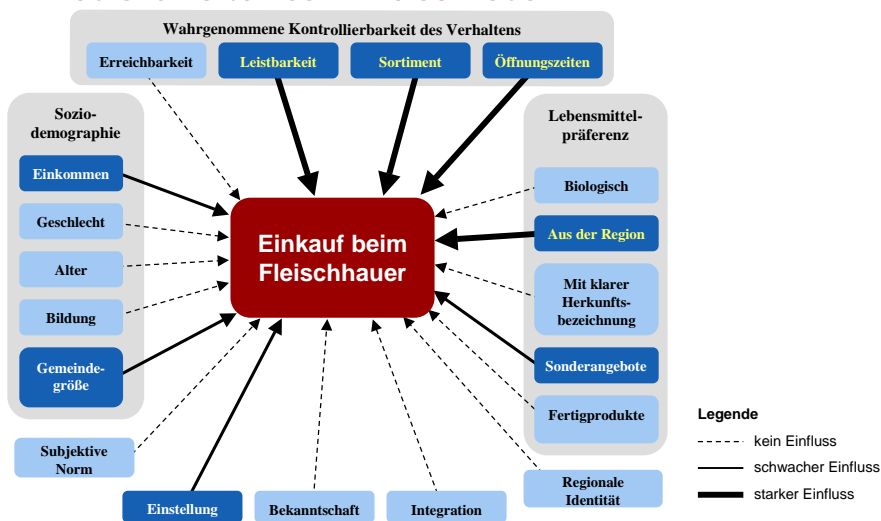 Wahrgenommene Kontrollierbarkeit des Verhaltens
Erreichbarkeit
Leistbarkeit
Sortiment
Öffnungszeiten
Sozio-
demographie
Einkommen
Geschlecht
Alter
Bildung
Gemeinde-
größe
Lebensmittel-
präferenz
Biologisch
Aus der Region
Mit klarer
Herkunfts-
bezeichnung
Sonderangebote
Fertigprodukte
Einkauf beim
Fleischhauer
Subjektive
Norm
Einstellung
Bekanntschaft
Integration
Regionale
Identität
Legende
kein Einfluss
schwacher Einfluss
starker Einfluss